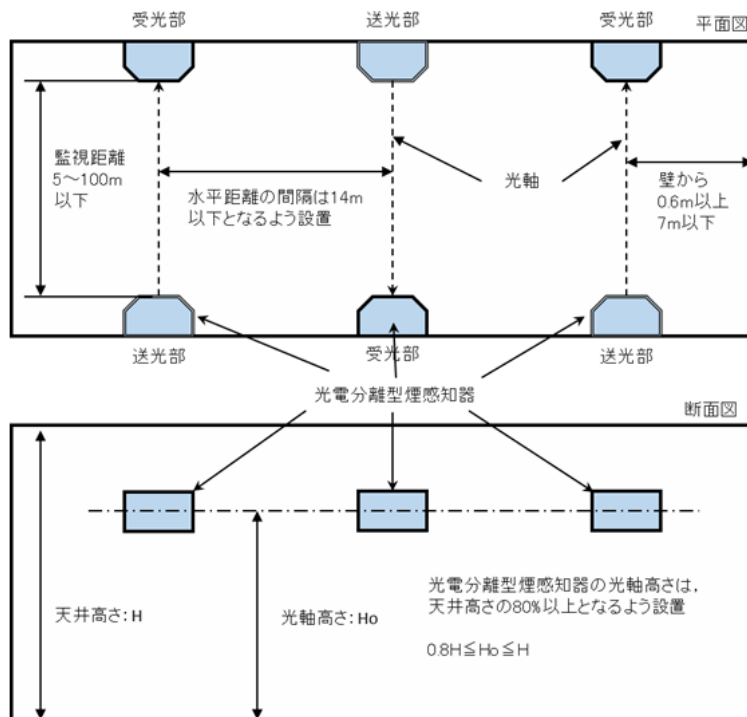 受光部
送光部
受光部
平面図
監視距離
5～100m
以下
水平距離の間隔は14m
以下となるよう設置
光軸
壁から
0.6m以上
7m以下
送光部
受光部
送光部
光電分離型煙感知器
断面図
天井高さ：H
光軸高さ：Ho
光電分離型煙感知器の光軸高さは，
天井高さの80%以上となるよう設置
0.8H≦Ho≦H